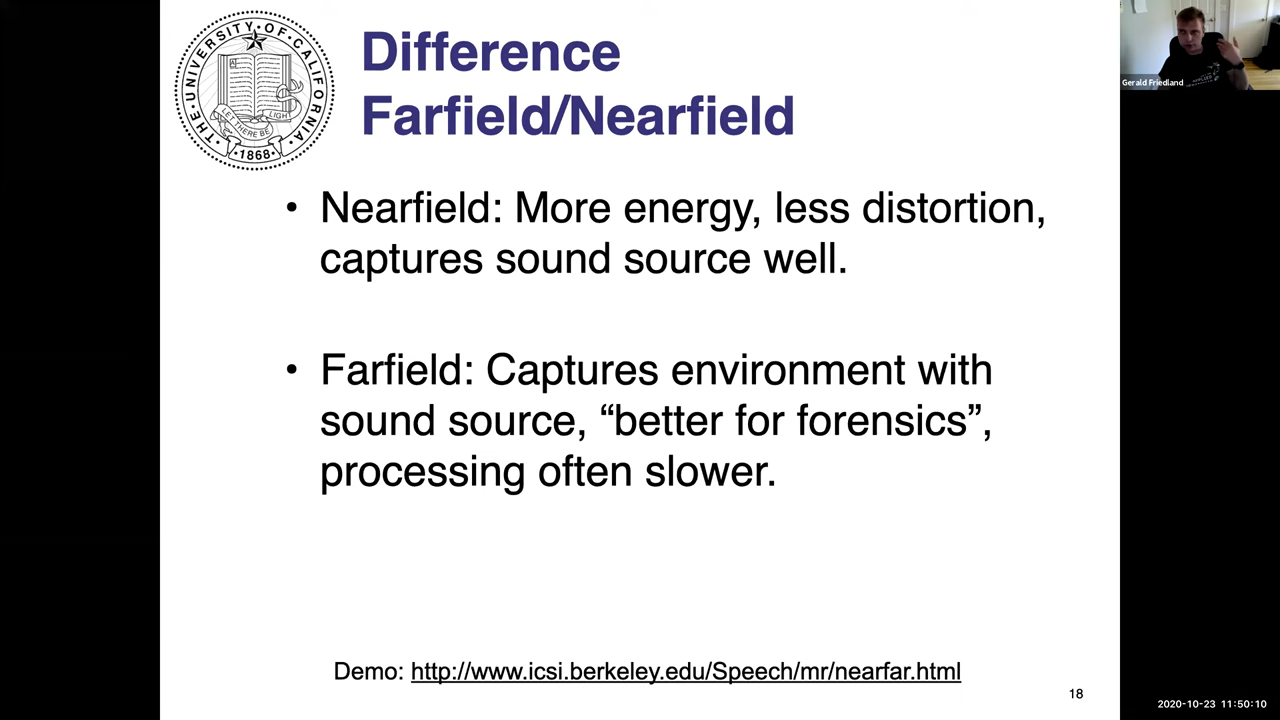 Difference
Farfield/Nearfield
THE·UNIVERSITY·OF·CALIFORNIA
LET THERE BE LIGHT
·1868·
A
• Nearfield: More energy, less distortion,
captures sound source well.
• Farfield: Captures environment with
sound source, “better for forensics”,
processing often slower.
Demo: http://www.icsi.berkeley.edu/Speech/mr/nearfar.html
18
Gerald Friedland
2020-10-23 11:50:10